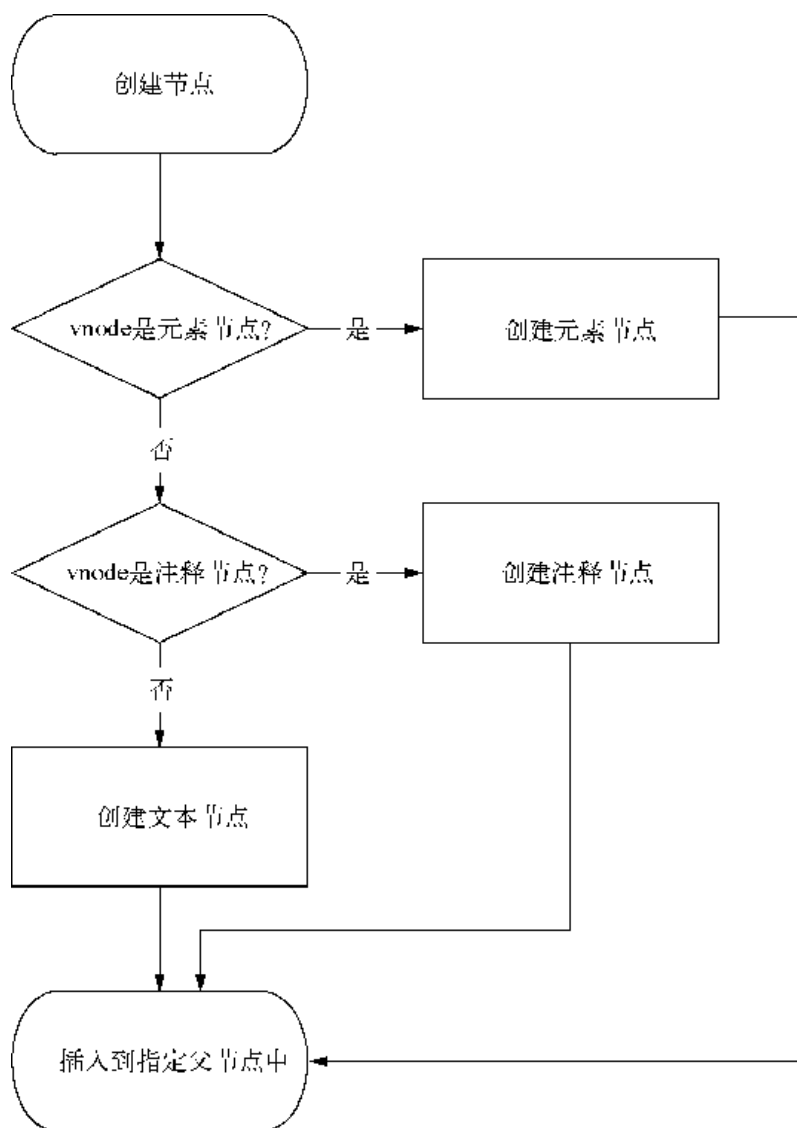 创建节点
vnode是元素节点?
是
创建元素节点
否
vnode是注释节点?
是
创建注释节点
否
创建文本节点
插入到指定父节点中